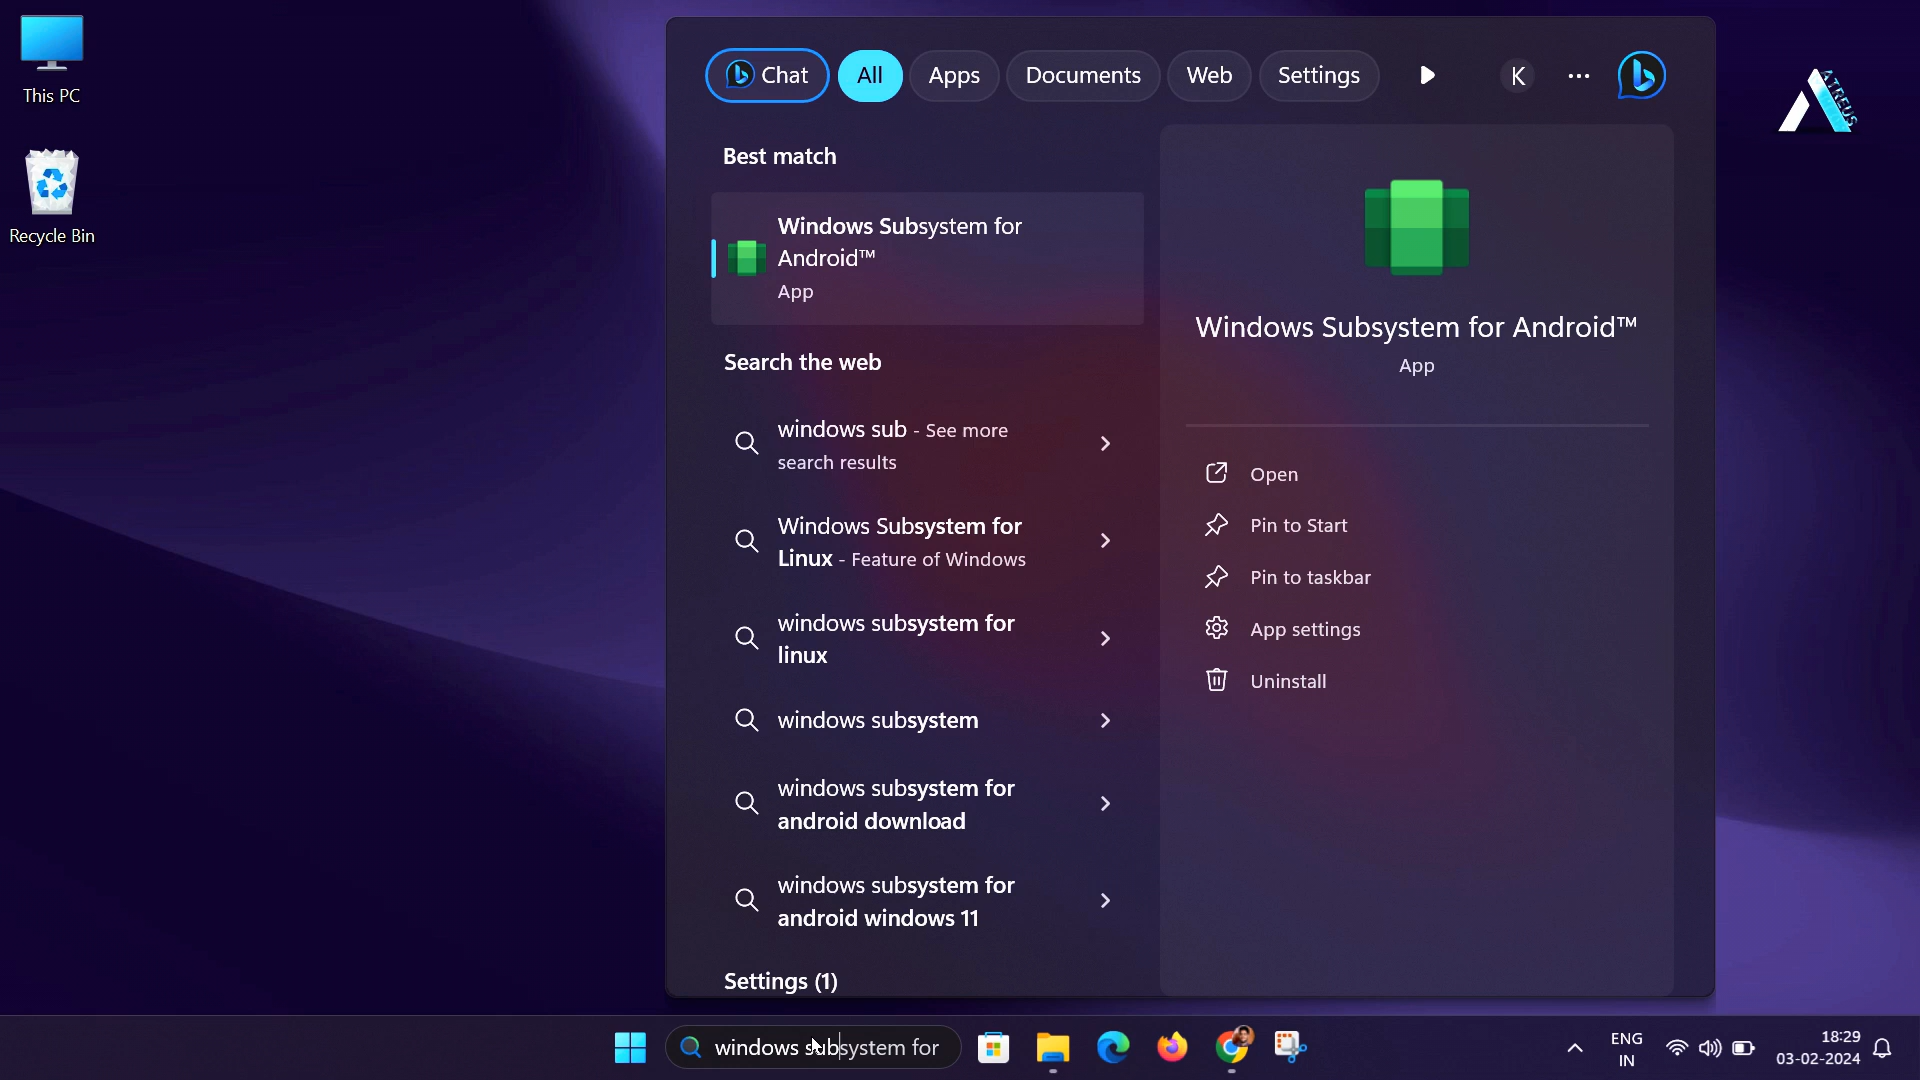 This PC
Recycle Bin
Chat
All
Apps
Documents
Web
Settings
K
ATREUS
Best match
Windows Subsystem for
Android™
App
Search the web
windows sub - See more
search results
Windows Subsystem for
Linux - Feature of Windows
windows subsystem for
linux
windows subsystem
windows subsystem for
android download
windows subsystem for
android windows 11
Settings (1)
Windows Subsystem for Android™
App
Open
Pin to Start
Pin to taskbar
App settings
Uninstall
windows subsystem for
ENG
IN
18:29
03-02-2024